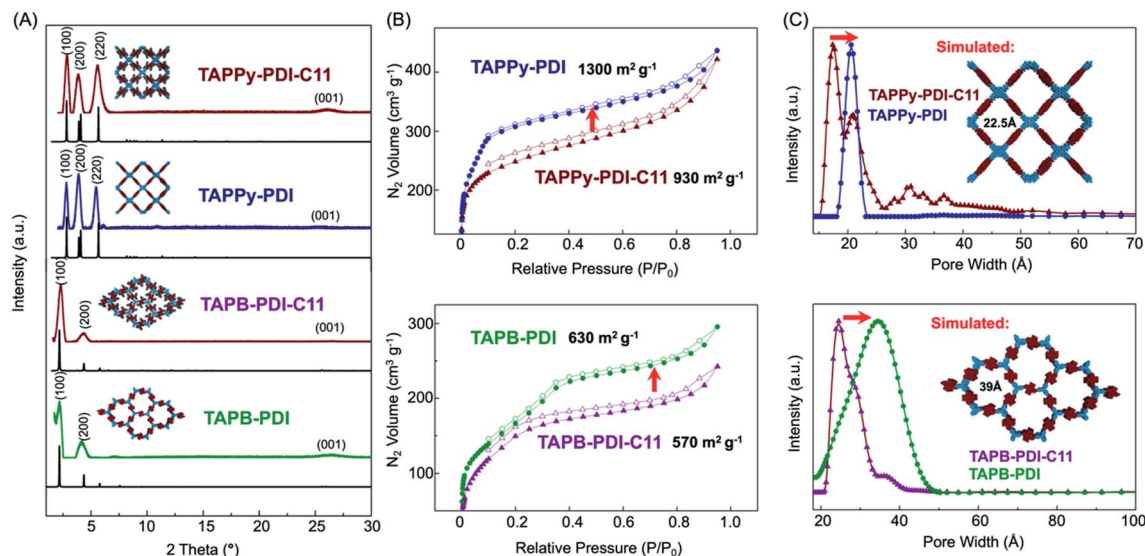 (A)
Intensity (a.u.)
(100)
(200)
(220)
TAPPy-PDI-C11
(001)
(100)
(200)
(220)
TAPPy-PDI
(001)
(100)
(200)
TAPB-PDI-C11
(001)
(100)
(200)
TAPB-PDI
(001)
5 10 15 20 25 30
2 Theta (°)
(B)
N2 Volume (cm³ g⁻¹)
400
300
200
TAPPy-PDI 1300 m² g⁻¹
TAPPy-PDI-C11 930 m² g⁻¹
0 0.2 0.4 0.6 0.8 1.0
Relative Pressure (P/P0)
N2 Volume (cm³ g⁻¹)
300
200
100
TAPB-PDI 630 m² g⁻¹
TAPB-PDI-C11 570 m² g⁻¹
0 0.2 0.4 0.6 0.8 1.0
Relative Pressure (P/P0)
(C)
Intensity (a.u.)
Simulated:
TAPPy-PDI-C11
TAPPy-PDI
22.5Å
20 30 40 50 60 70
Pore Width (Å)
Intensity (a.u.)
Simulated:
39Å
TAPB-PDI-C11
TAPB-PDI
20 40 60 80 100
Pore Width (Å)